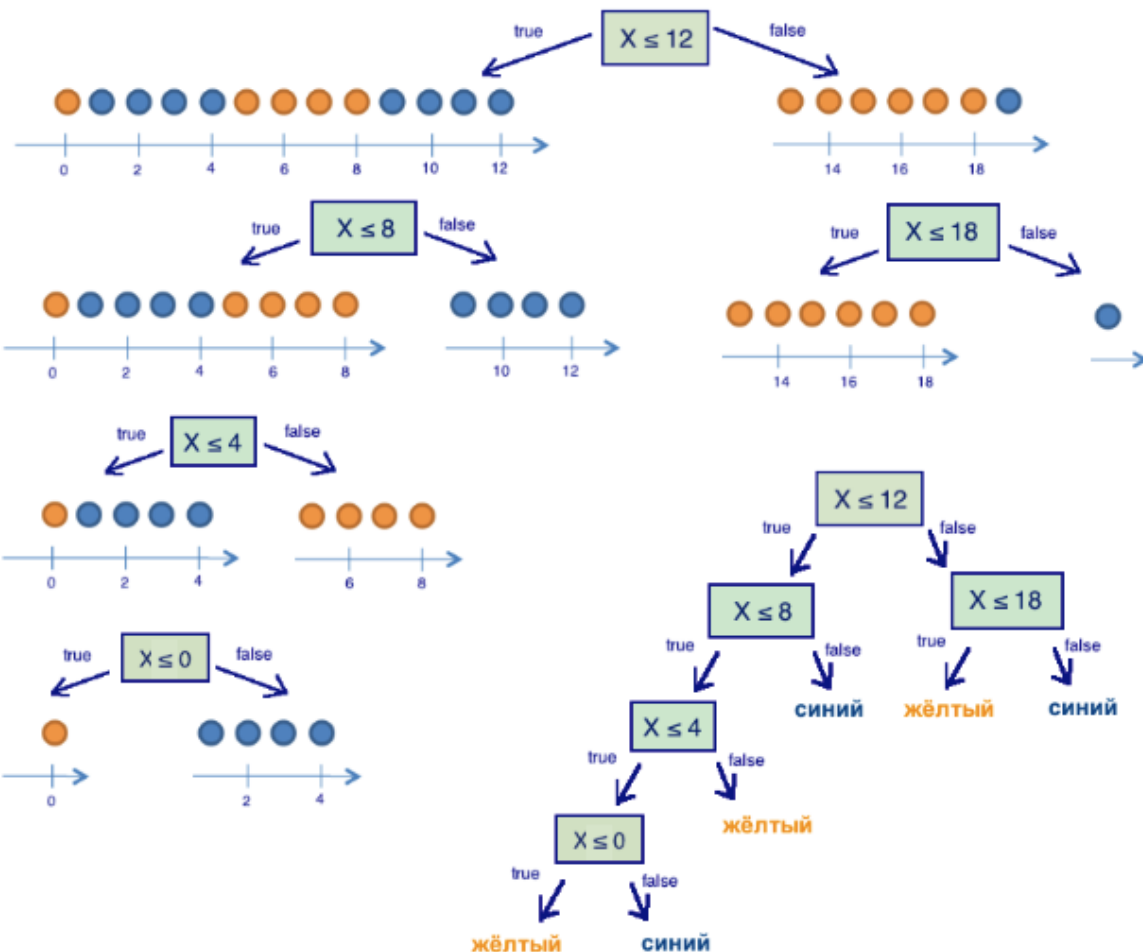 X ≤ 12
true false
0 2 4 6 8 10 12
14 16 18
X ≤ 8
true false
X ≤ 18
true false
0 2 4 6 8
10 12
14 16 18
X ≤ 4
true false
0 2 4
6 8
X ≤ 0
true false
0
2 4
X ≤ 12
true false
X ≤ 8
X ≤ 18
true false
true false
синий
жёлтый
синий
X ≤ 4
true false
жёлтый
X ≤ 0
true false
жёлтый
синий